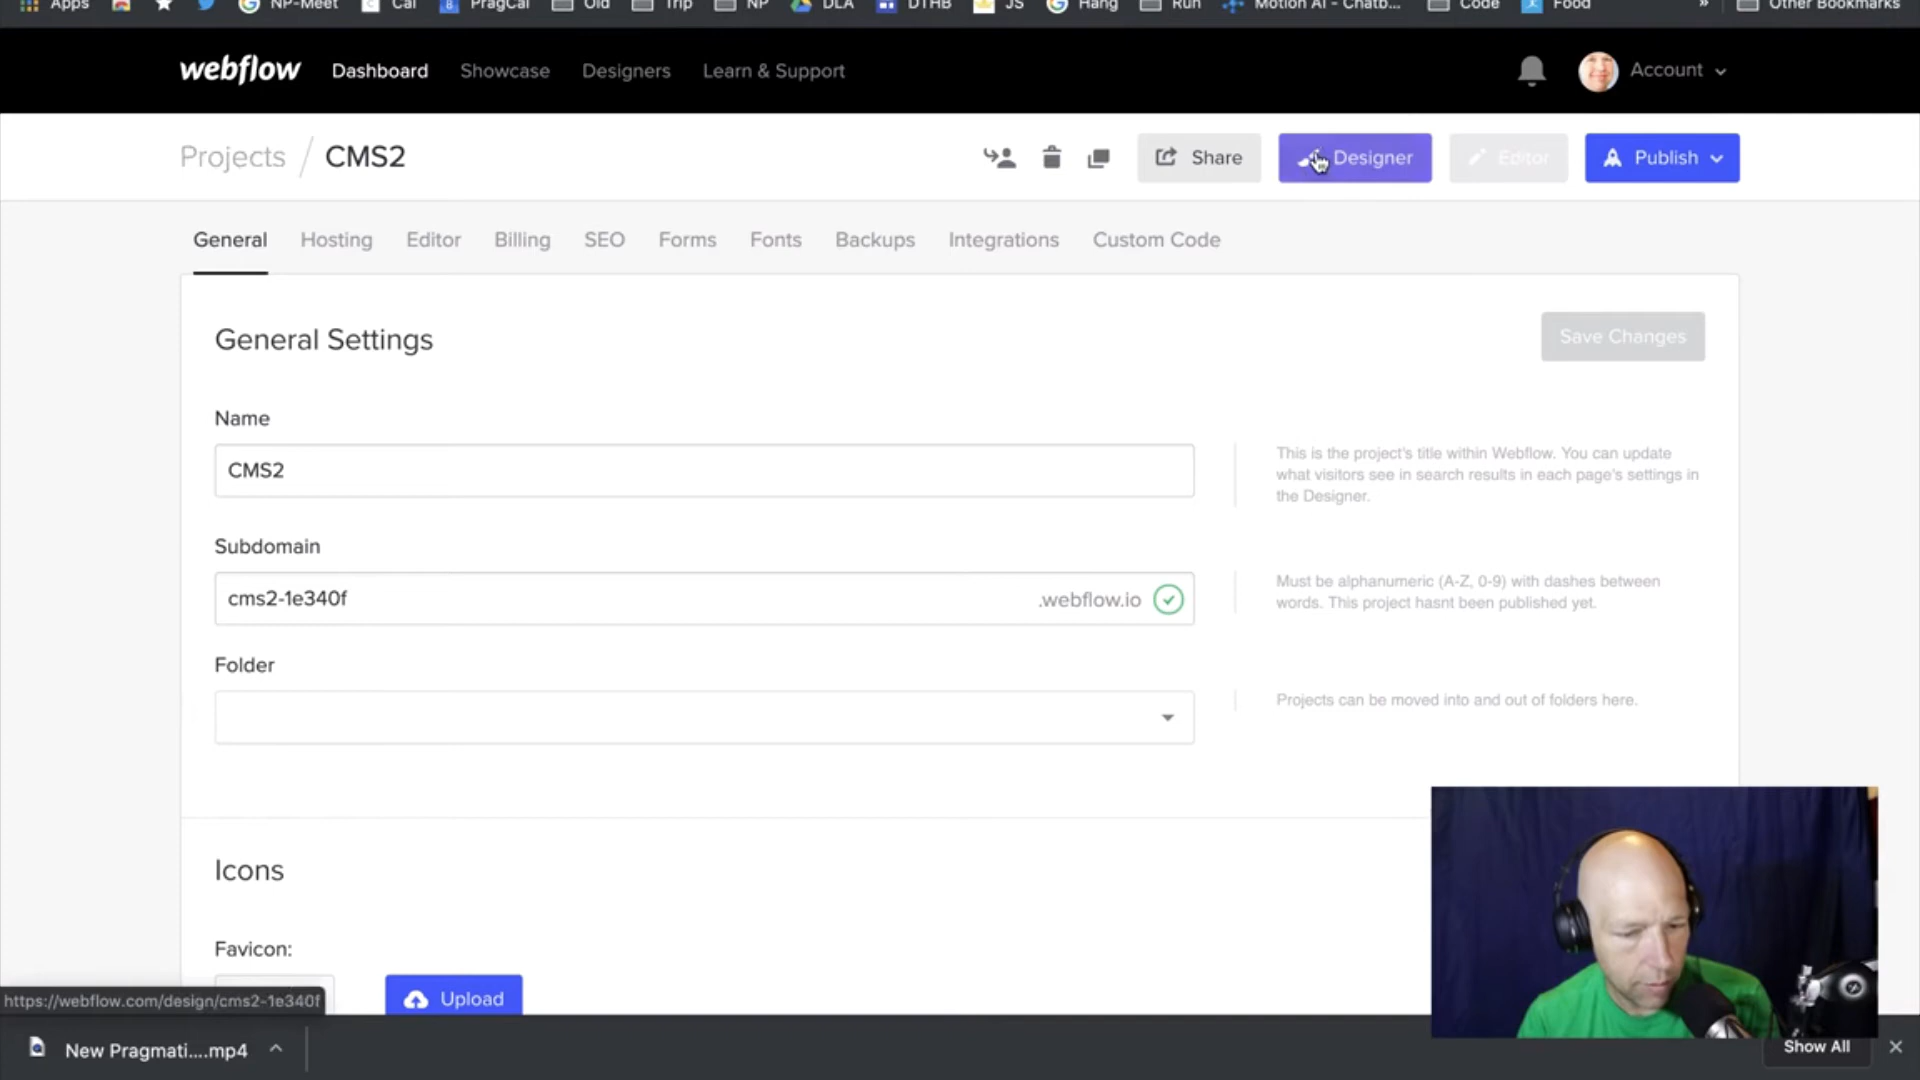 Apps NP-Meet Cal PragCal Old Trip NP DLA DTHB JS Hang Run Motion AI - Chatb... Code Food » Other Bookmarks
webflow Dashboard Showcase Designers Learn & Support Account
Projects / CMS2 Share Designer Editor Publish
General Hosting Editor Billing SEO Forms Fonts Backups Integrations Custom Code
General Settings
Save Changes
Name
CMS2
This is the project's title within Webflow. You can update
what visitors see in search results in each page's settings in
the Designer.
Subdomain
cms2-1e340f .webflow.io
Must be alphanumeric (A-Z, 0-9) with dashes between
words. This project hasnt been published yet.
Folder
Projects can be moved into and out of folders here.
Icons
Favicon:
Upload
https://webflow.com/design/cms2-1e340f
New Pragmati....mp4
Show All